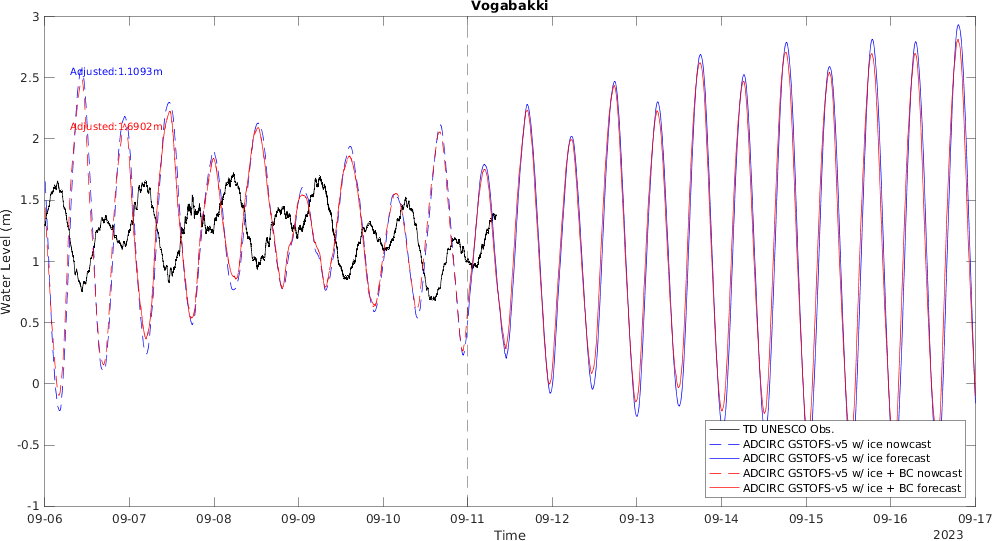 Vogabakki
Water Level (m)
3
2.5
2
1.5
1
0.5
0
-0.5
-1
Adjusted:1.1093m
Adjusted:1.6902m
TD UNESCO Obs.
ADCIRC GSTOFS-v5 w/ ice nowcast
ADCIRC GSTOFS-v5 w/ ice forecast
ADCIRC GSTOFS-v5 w/ ice + BC nowcast
ADCIRC GSTOFS-v5 w/ ice + BC forecast
09-06 09-07 09-08 09-09 09-10 09-11 09-12 09-13 09-14 09-15 09-16 09-17
Time
2023